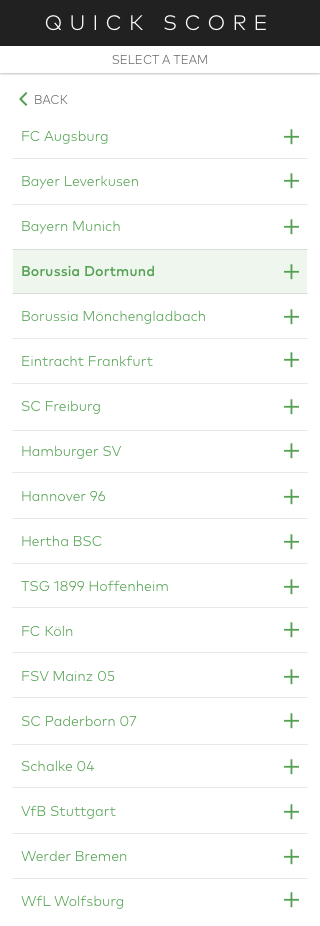 QUICK SCORE
SELECT A TEAM
BACK
FC Augsburg
Bayer Leverkusen
Bayern Munich
Borussia Dortmund
Borussia Mönchengladbach
Eintracht Frankfurt
SC Freiburg
Hamburger SV
Hannover 96
Hertha BSC
TSG 1899 Hoffenheim
FC Köln
FSV Mainz 05
SC Paderborn 07
Schalke 04
VfB Stuttgart
Werder Bremen
WfL Wolfsburg